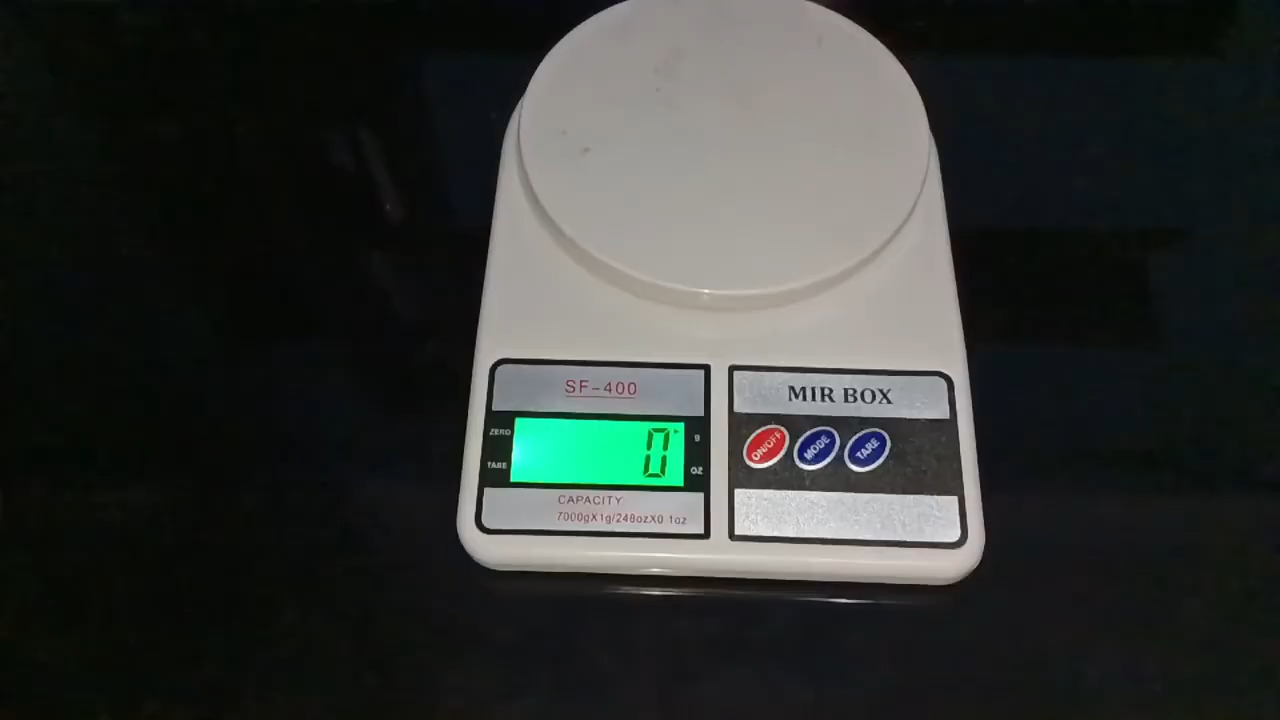 SF-400
ZERO
0
g
TARE
OZ
CAPACITY
7000gX1g/248ozX0.1oz
MIR BOX
ON/OFF
MODE
TARE